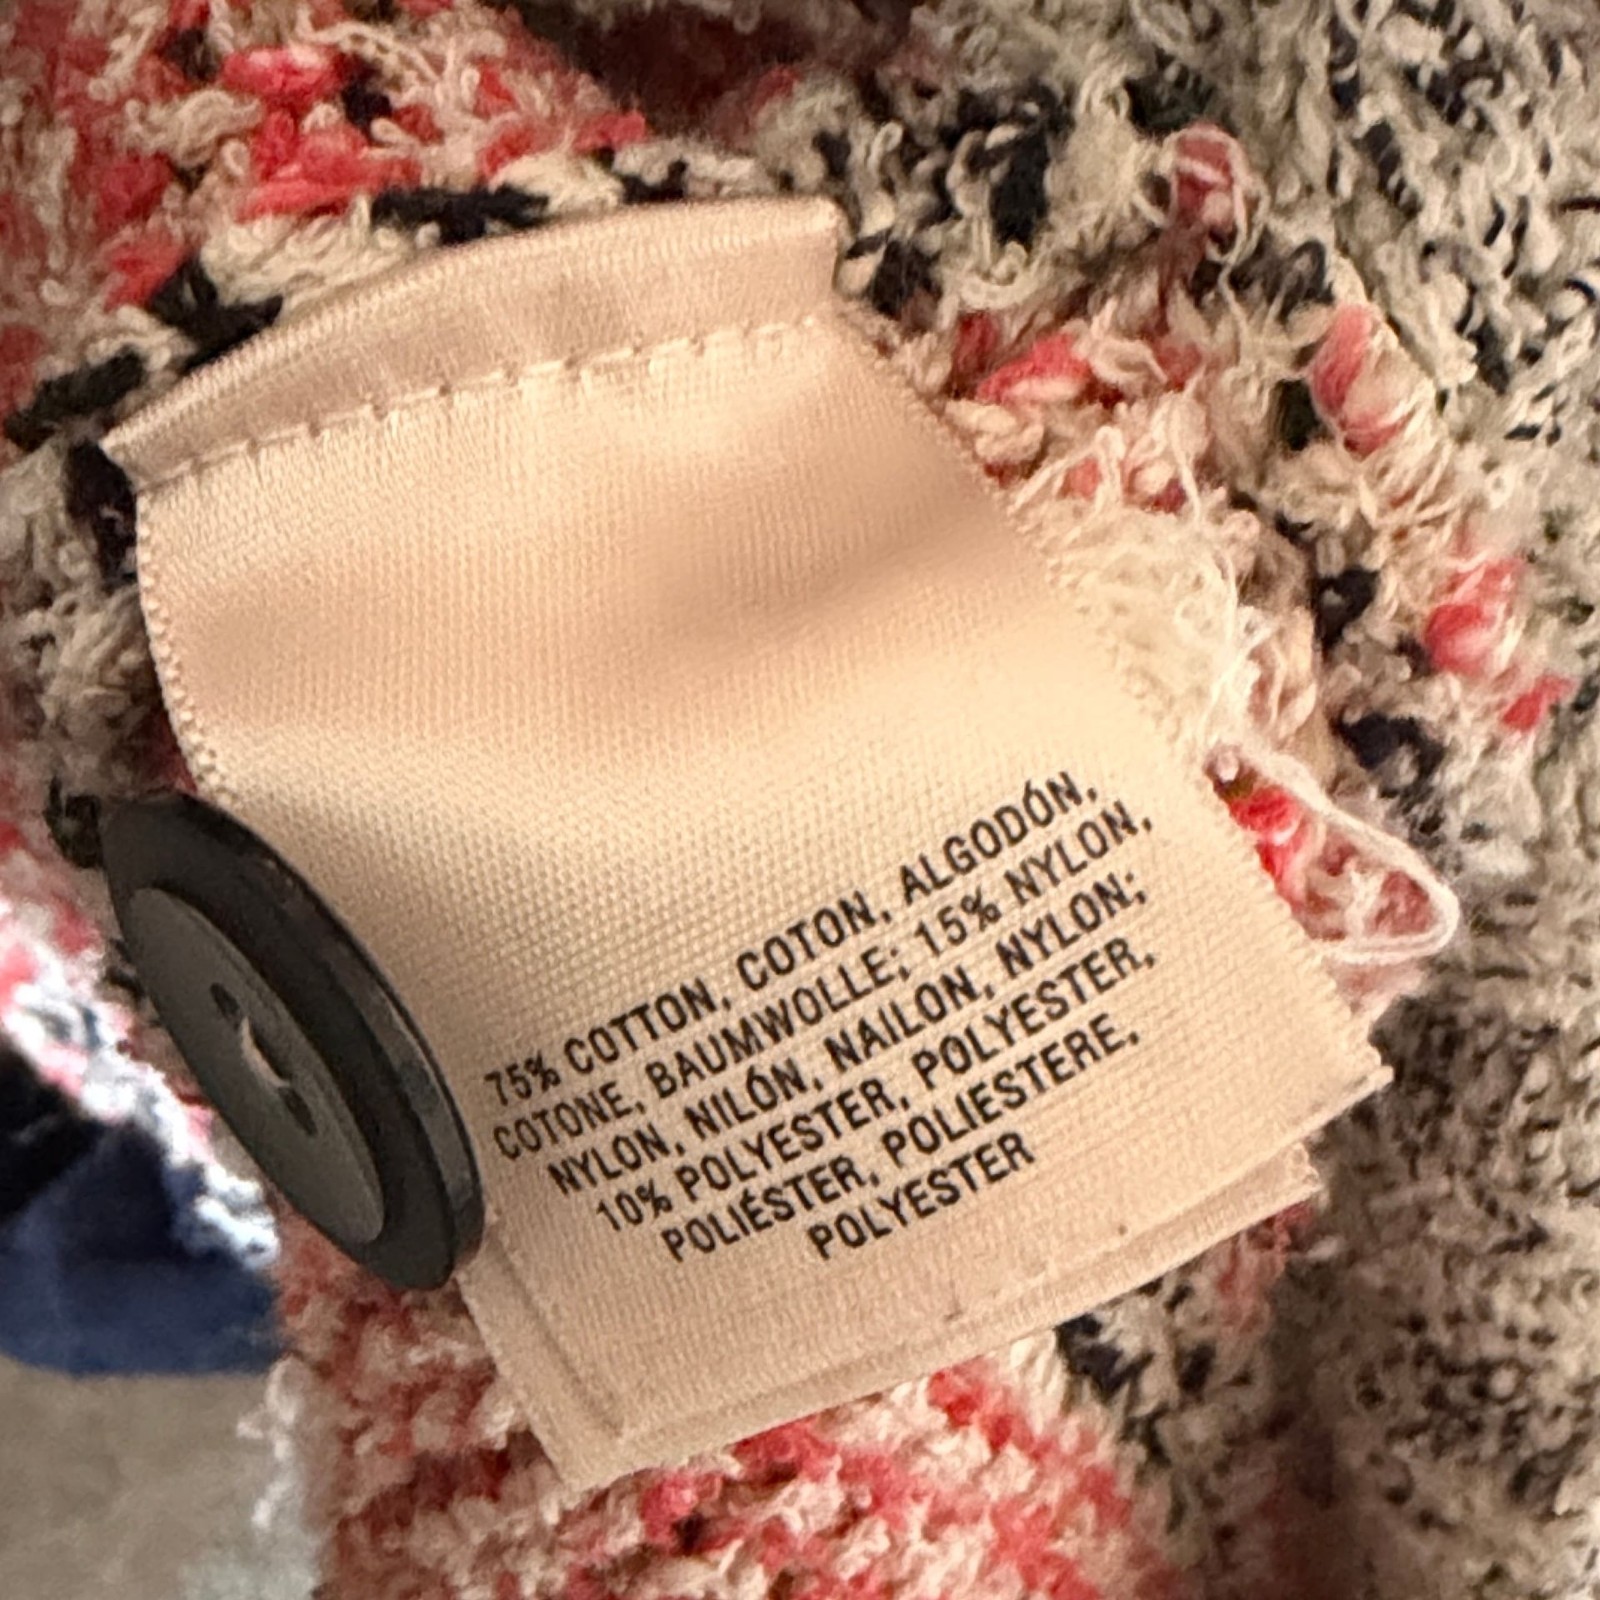 75% COTTON, COTON, ALGODÓN,
COTONE, BAUMWOLLE; 15% NYLON,
NYLON, NILÓN, NAILON, NYLON;
10% POLYESTER, POLYESTER,
POLIÉSTER, POLIESTERE,
POLYESTER